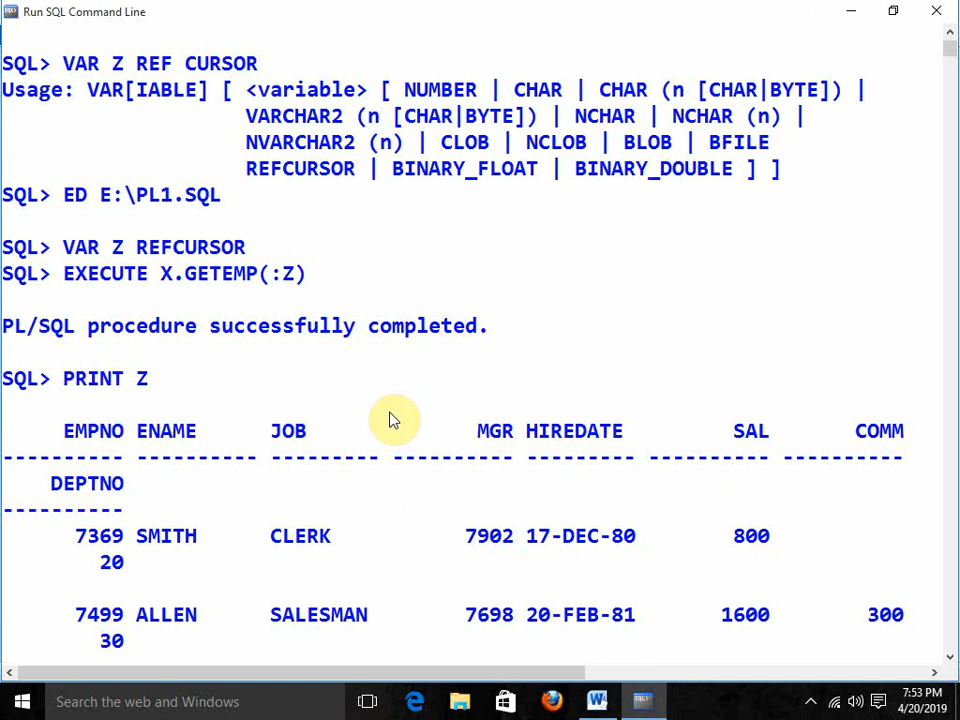 Run SQL Command Line
SQL> VAR Z REF CURSOR
Usage: VAR[IABLE] [ <variable> [ NUMBER | CHAR | CHAR (n [CHAR|BYTE]) |
VARCHAR2 (n [CHAR|BYTE]) | NCHAR | NCHAR (n) |
NVARCHAR2 (n) | CLOB | NCLOB | BLOB | BFILE
REFCURSOR | BINARY_FLOAT | BINARY_DOUBLE ] ]
SQL> ED E:\PL1.SQL
SQL> VAR Z REFCURSOR
SQL> EXECUTE X.GETEMP(:Z)
PL/SQL procedure successfully completed.
SQL> PRINT Z
EMPNO ENAME JOB MGR HIREDATE SAL COMM
---------- ---------- --------- ---------- --------- ---------- ----------
DEPTNO
----------
7369 SMITH CLERK 7902 17-DEC-80 800
20
7499 ALLEN SALESMAN 7698 20-FEB-81 1600 300
30
Search the web and Windows
7:53 PM
4/20/2019